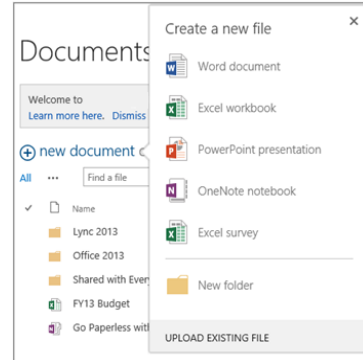 Documents
Welcome to
Learn more here. Dismiss
new document
All ... Find a file
Name
Lync 2013
Office 2013
Shared with Ever
FY13 Budget
Go Paperless with
Create a new file
Word document
Excel workbook
PowerPoint presentation
OneNote notebook
Excel survey
New folder
UPLOAD EXISTING FILE